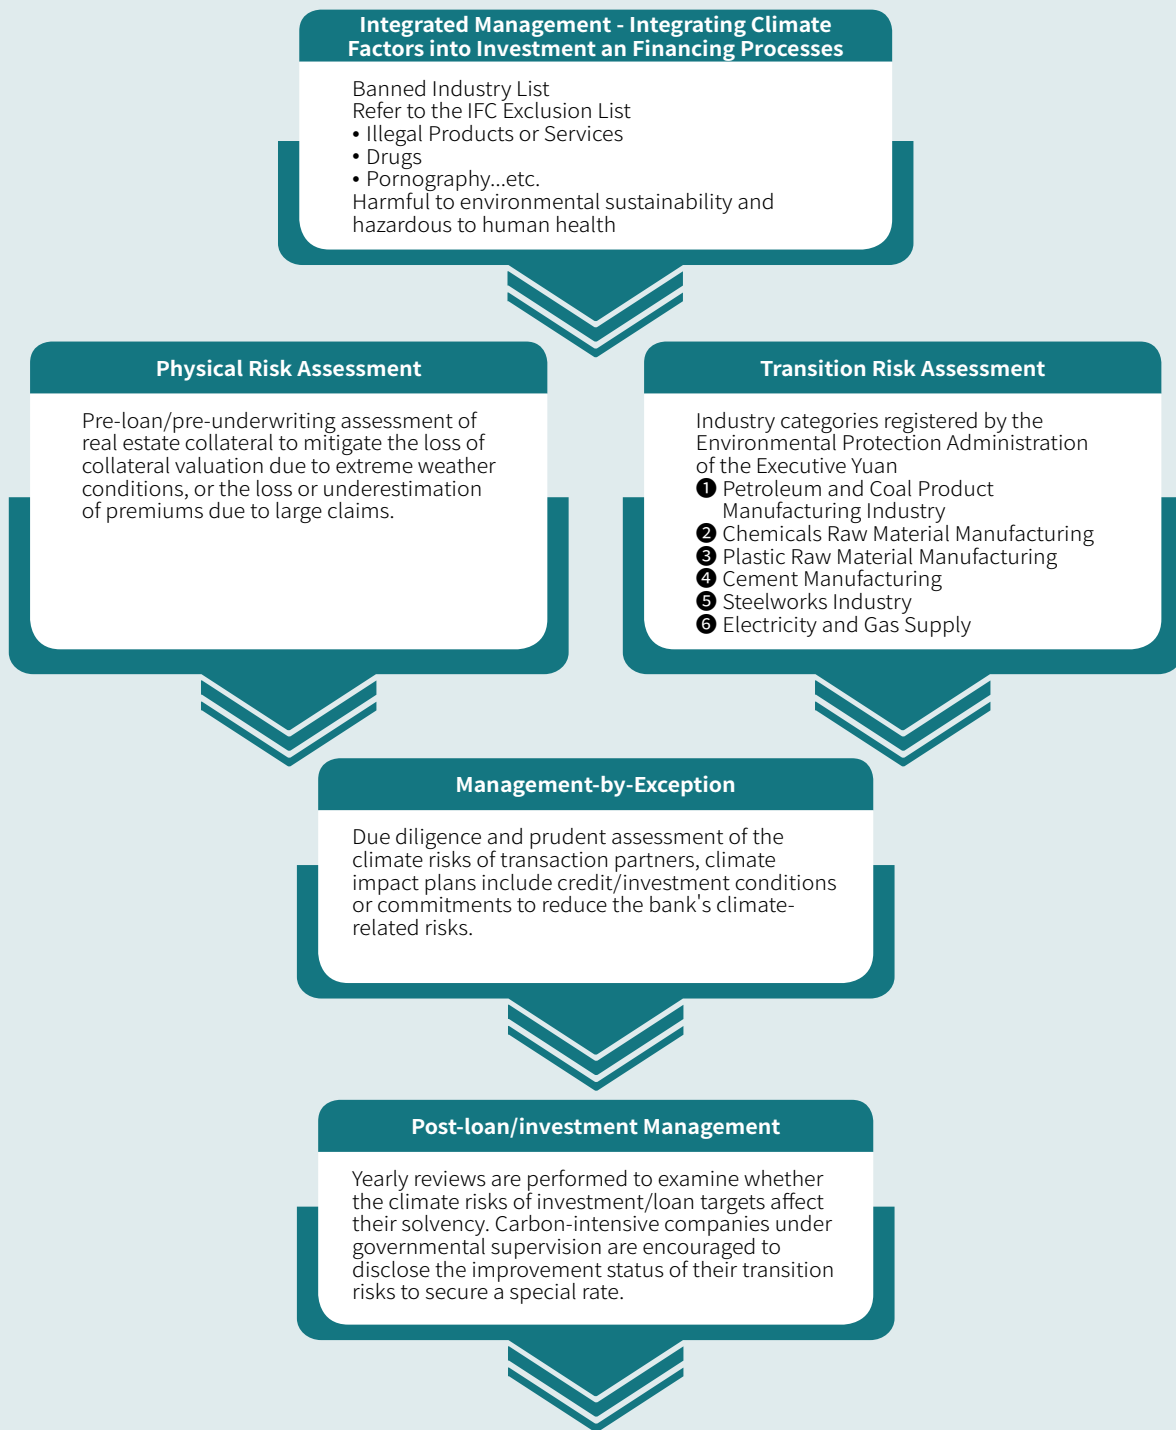 Integrated Management - Integrating Climate
Factors into Investment an Financing Processes
Banned Industry List
Refer to the IFC Exclusion List
• Illegal Products or Services
• Drugs
• Pornography...etc.
Harmful to environmental sustainability and
hazardous to human health
Physical Risk Assessment
Pre-loan/pre-underwriting assessment of
real estate collateral to mitigate the loss of
collateral valuation due to extreme weather
conditions, or the loss or underestimation
of premiums due to large claims.
Transition Risk Assessment
Industry categories registered by the
Environmental Protection Administration
of the Executive Yuan
❶ Petroleum and Coal Product
Manufacturing Industry
❷ Chemicals Raw Material Manufacturing
❸ Plastic Raw Material Manufacturing
❹ Cement Manufacturing
❺ Steelworks Industry
❻ Electricity and Gas Supply
Management-by-Exception
Due diligence and prudent assessment of the
climate risks of transaction partners, climate
impact plans include credit/investment conditions
or commitments to reduce the bank's climate-
related risks.
Post-loan/investment Management
Yearly reviews are performed to examine whether
the climate risks of investment/loan targets affect
their solvency. Carbon-intensive companies under
governmental supervision are encouraged to
disclose the improvement status of their transition
risks to secure a special rate.